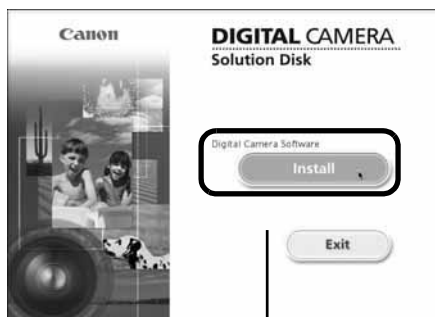 Canon
DIGITAL CAMERA
Solution Disk
Digital Camera Software
Install
Exit